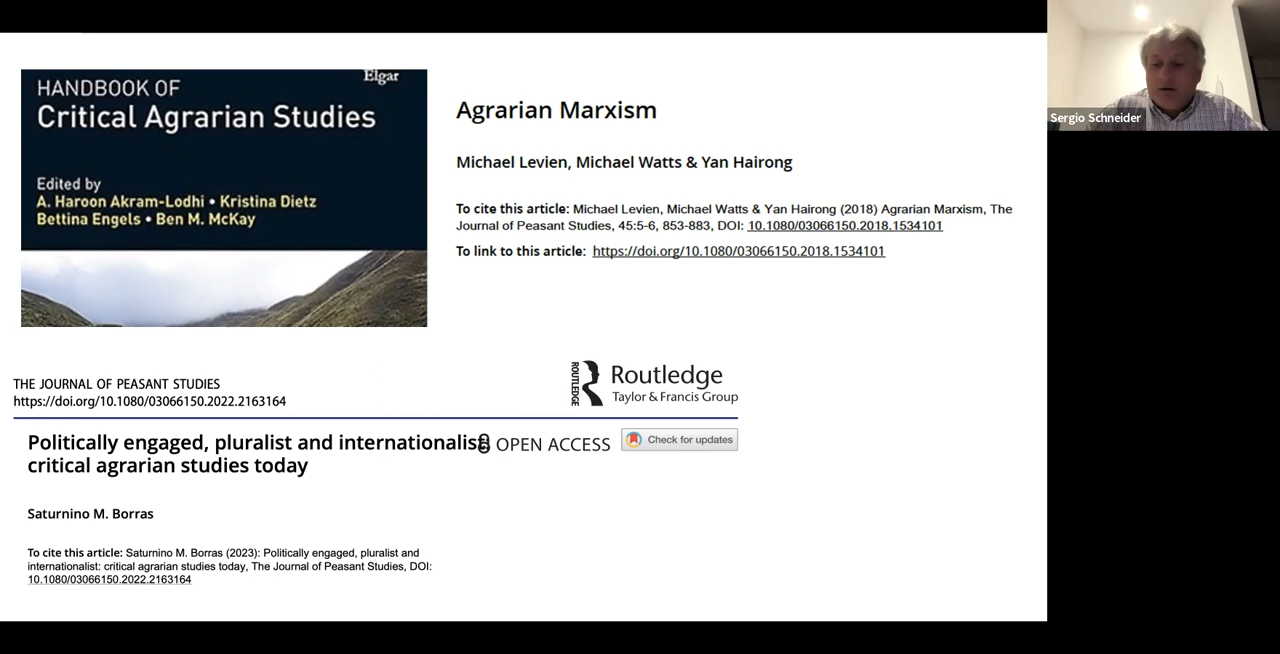 Elgar
HANDBOOK OF
Critical Agrarian Studies
Edited by
A. Haroon Akram-Lodhi • Kristina Dietz
Bettina Engels • Ben M. McKay
Agrarian Marxism
Michael Levien, Michael Watts & Yan Hairong
To cite this article: Michael Levien, Michael Watts & Yan Hairong (2018) Agrarian Marxism, The
Journal of Peasant Studies, 45:5-6, 853-883, DOI: 10.1080/03066150.2018.1534101
To link to this article: https://doi.org/10.1080/03066150.2018.1534101
Sergio Schneider
THE JOURNAL OF PEASANT STUDIES
https://doi.org/10.1080/03066150.2022.2163164
ROUTLEDGE
Routledge
Taylor & Francis Group
Politically engaged, pluralist and internationalist:
critical agrarian studies today
OPEN ACCESS
Check for updates
Saturnino M. Borras
To cite this article: Saturnino M. Borras (2023): Politically engaged, pluralist and
internationalist: critical agrarian studies today, The Journal of Peasant Studies, DOI:
10.1080/03066150.2022.2163164